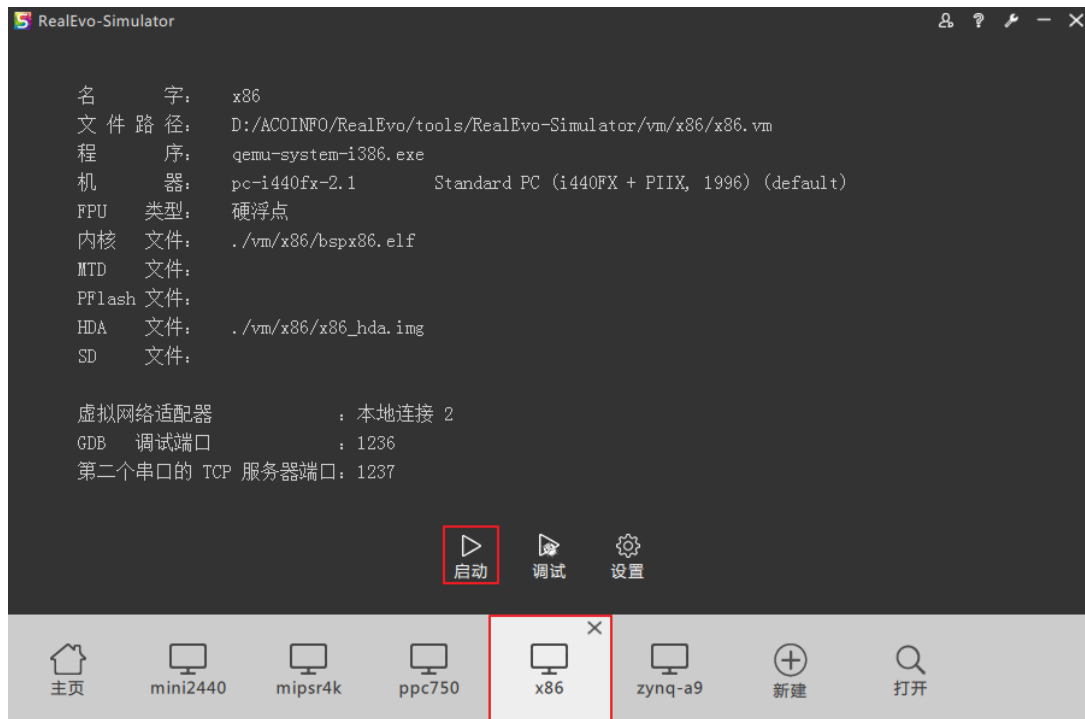 RealEvo-Simulator
名 字： x86
文 件 路 径： D:/ACOINFO/RealEvo/tools/RealEvo-Simulator/vm/x86/x86.vm
程 序： qemu-system-i386.exe
机 器： pc-i440fx-2.1 Standard PC (i440FX + PIIX, 1996) (default)
FPU 类型： 硬浮点
内核 文件： ./vm/x86/bspx86.elf
MTD 文件：
PFlash 文件：
HDA 文件： ./vm/x86/x86_hda.img
SD 文件：
虚拟网络适配器 ：本地连接 2
GDB 调试端口 ：1236
第二个串口的 TCP 服务器端口：1237
启动 调试 设置
主页 mini2440 mipsr4k ppc750 x86 zynq-a9 新建 打开